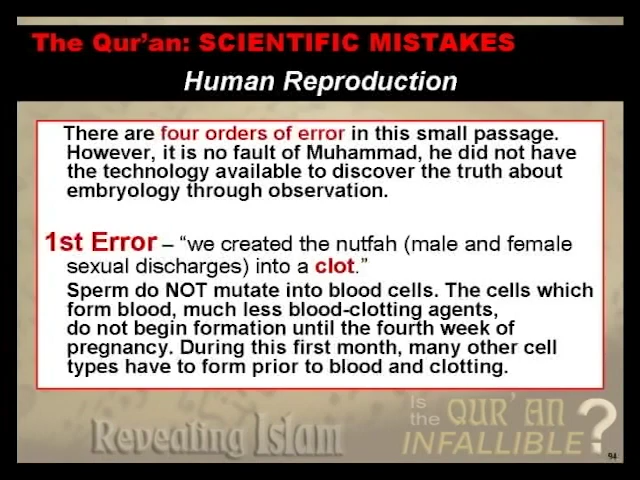 The Qur'an: SCIENTIFIC MISTAKES
Human Reproduction
There are four orders of error in this small passage.
However, it is no fault of Muhammad, he did not have
the technology available to discover the truth about
embryology through observation.
1st Error – “we created the nutfah (male and female
sexual discharges) into a clot.”
Sperm do NOT mutate into blood cells. The cells which
form blood, much less blood-clotting agents,
do not begin formation until the fourth week of
pregnancy. During this first month, many other cell
types have to form prior to blood and clotting.
Revealing Islam
Is
the QUR'AN
INFALLIBLE?
94